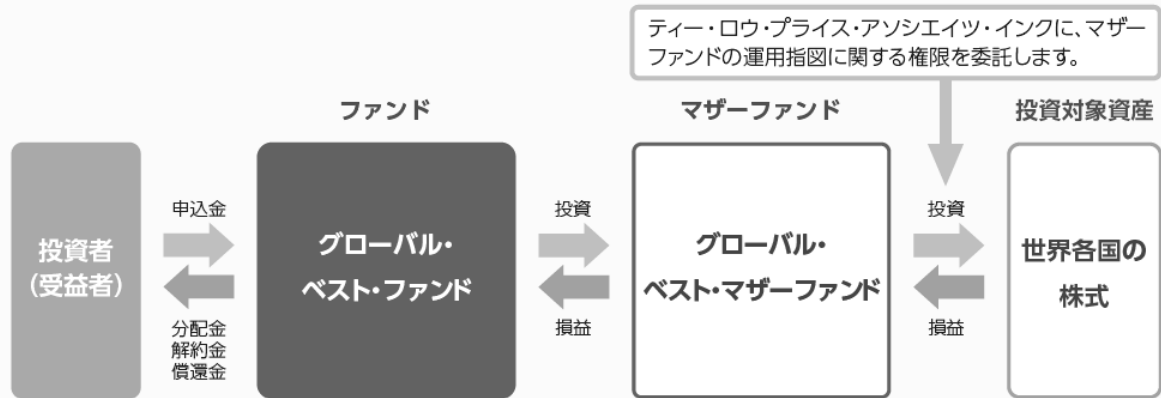 ティー・ロウ・プライス・アソシエイツ・インクに、マザー
ファンドの運用指図に関する権限を委託します。
ファンド
マザーファンド
投資対象資産
投資者
(受益者)
申込金
分配金
解約金
償還金
グローバル・
ベスト・ファンド
投資
損益
グローバル・
ベスト・マザーファンド
投資
損益
世界各国の
株式